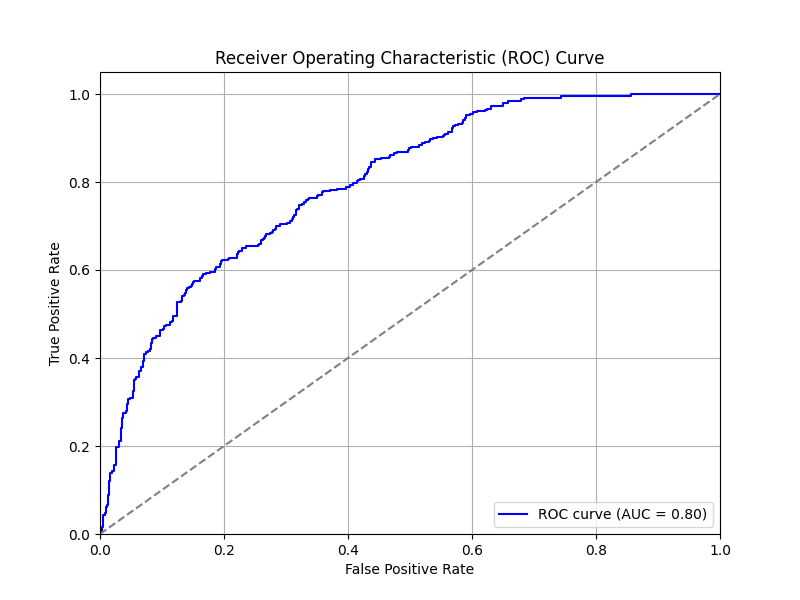 Receiver Operating Characteristic (ROC) Curve
True Positive Rate
1.0
0.8
0.6
0.4
0.2
0.0
ROC curve (AUC = 0.80)
0.0 0.2 0.4 0.6 0.8 1.0
False Positive Rate